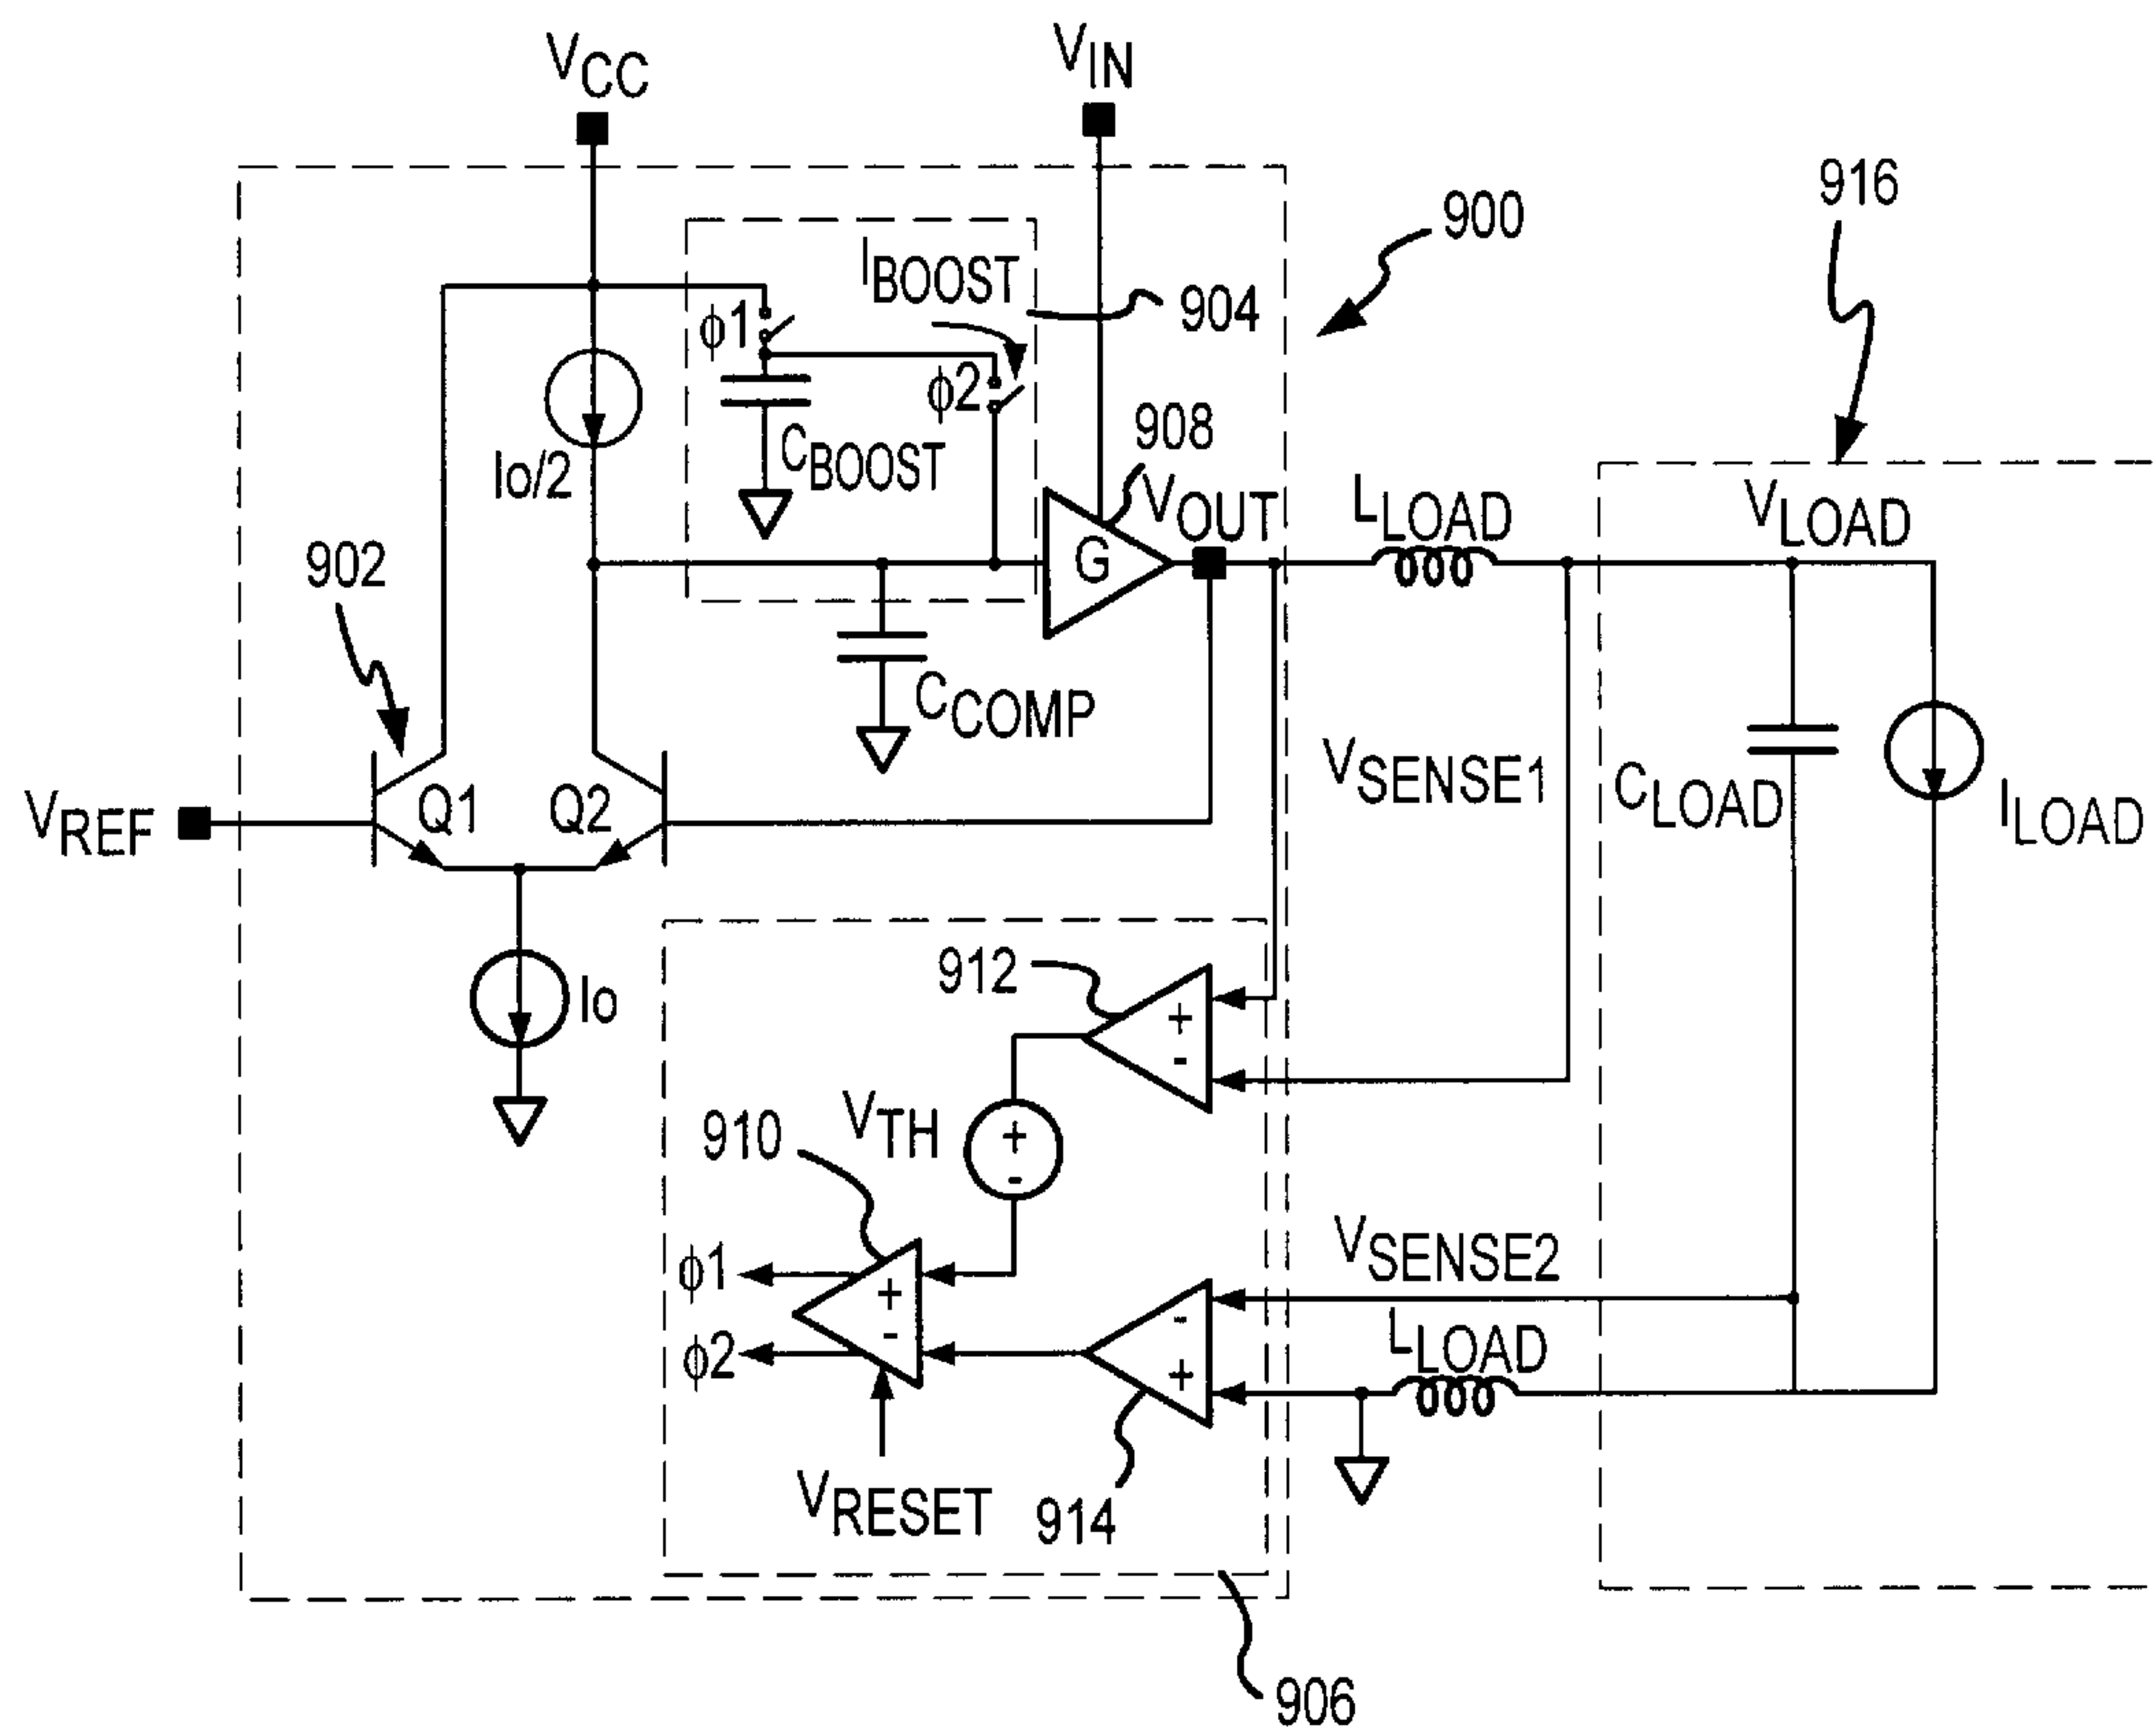 VCC
VIN
916
900
IBOOST
904
ϕ1
ϕ2
908
CBOOST
Io/2
VOUT
LLOAD
VLOAD
902
G
CCOMP
VSENSE1
CLOAD
ILOAD
VREF
Q1
Q2
912
Io
+
-
VTH
910
+
-
VSENSE2
ϕ1
+
-
-
LLOAD
ϕ2
+
VRESET
914
906